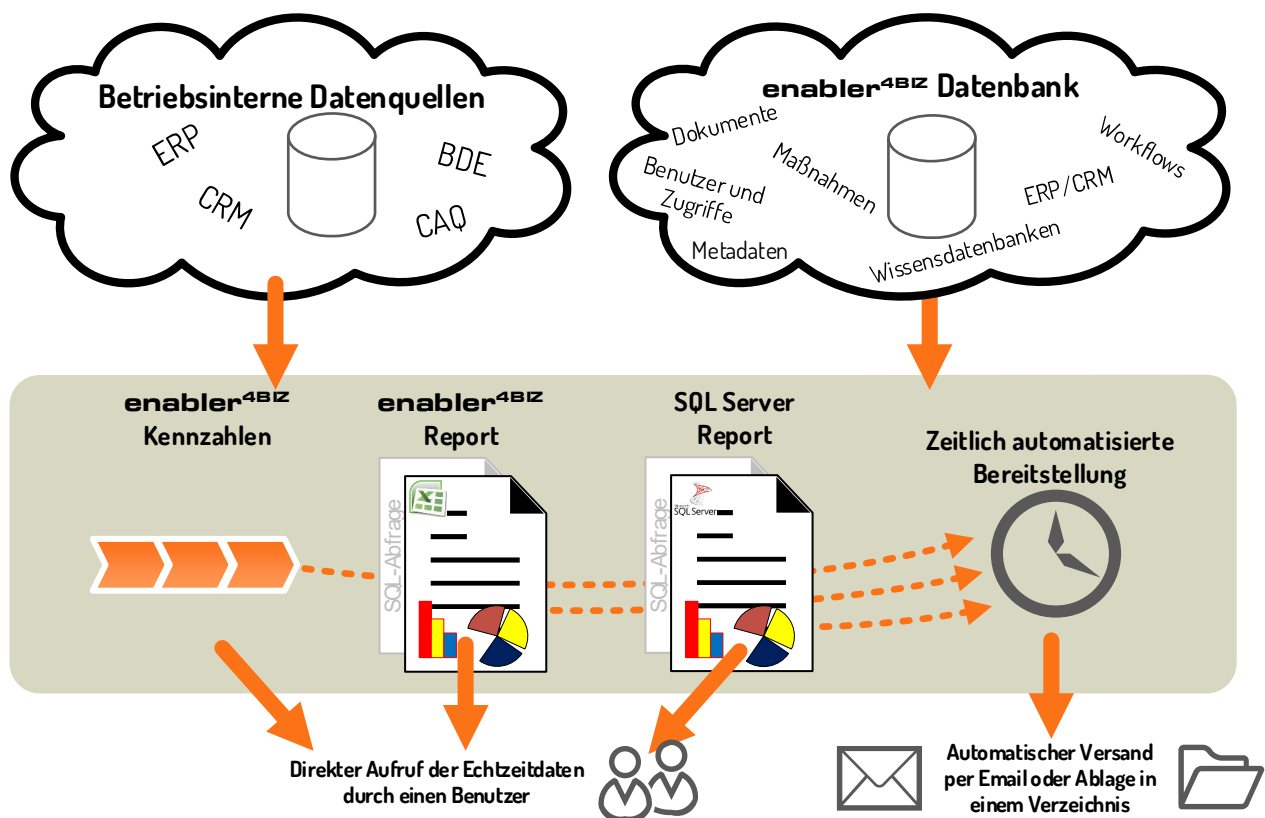 Betriebsinterne Datenquellen
ERP
BDE
CRM
CAQ
enabler4BIZ Datenbank
Dokumente
Workflows
Maßnahmen
Benutzer und
Zugriffe
ERP/CRM
Metadaten
Wissensdatenbanken
enabler4BIZ
Kennzahlen
enabler4BIZ
Report
SQL Server
Report
Zeitlich automatisierte
Bereitstellung
SQL-Abfrage
SQL-Abfrage
SQL Server
Direkter Aufruf der Echtzeitdaten
durch einen Benutzer
Automatischer Versand
per Email oder Ablage in
einem Verzeichnis